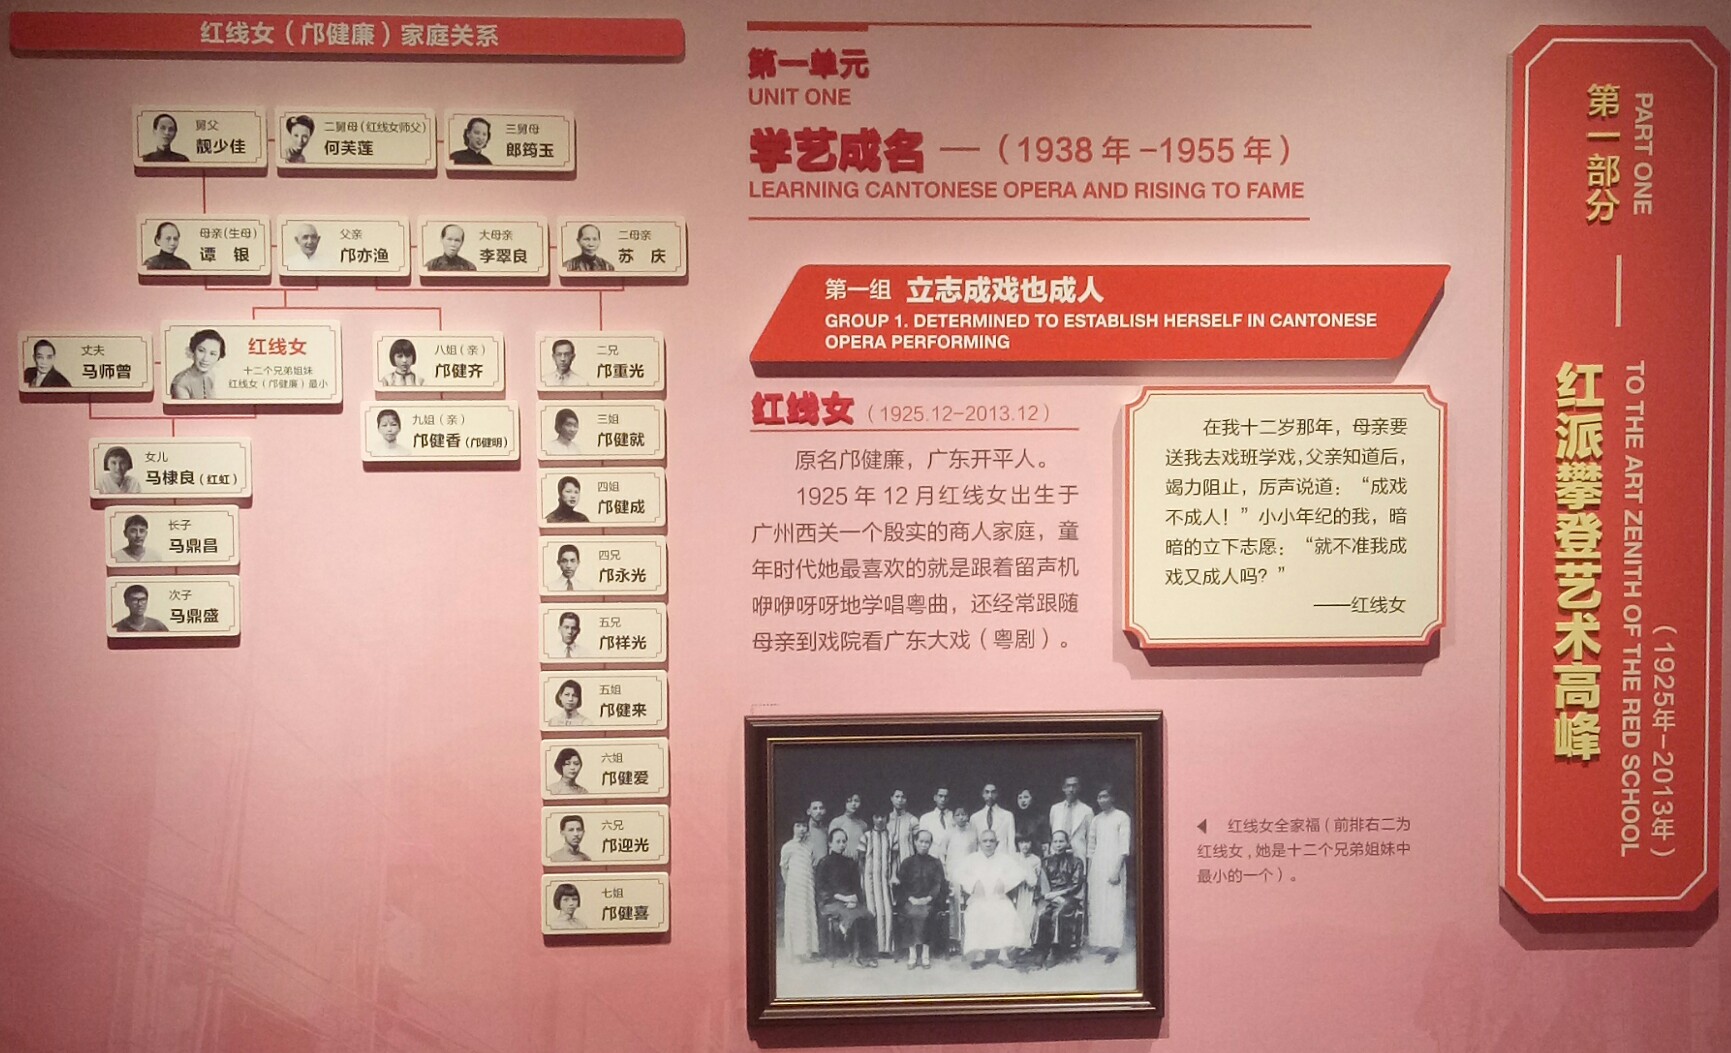 红线女（邝健廉）家庭关系
舅父
靓少佳
二舅母（红线女师父）
何芙莲
三舅母
郎筠玉
母亲（生母）
谭 银
父亲
邝亦渔
大母亲
李翠良
二母亲
苏 庆
丈夫
马师曾
红线女
十二个兄弟姐妹
红线女（邝健廉）最小
八姐（亲）
邝健齐
九姐（亲）
邝健香（邝健明）
女儿
马棣良（红虹）
长子
马鼎昌
次子
马鼎盛
二兄
邝重光
三姐
邝健就
四姐
邝健成
四兄
邝永光
五兄
邝祥光
五姐
邝健来
六姐
邝健爱
六兄
邝迎光
七姐
邝健喜
第一单元
UNIT ONE
学艺成名 —（1938 年 -1955 年）
LEARNING CANTONESE OPERA AND RISING TO FAME
第一组 立志成戏也成人
GROUP 1. DETERMINED TO ESTABLISH HERSELF IN CANTONESE
OPERA PERFORMING
红线女（1925.12-2013.12）
原名邝健廉，广东开平人。
1925 年 12 月红线女出生于
广州西关一个殷实的商人家庭，童
年时代她最喜欢的就是跟着留声机
咿咿呀呀地学唱粤曲，还经常跟随
母亲到戏院看广东大戏（粤剧）。
在我十二岁那年，母亲要
送我去戏班学戏，父亲知道后，
竭力阻止，厉声说道：“成戏
不成人！”小小年纪的我，暗
暗的立下志愿：“就不准我成
戏又成人吗？”
——红线女
◀ 红线女全家福（前排右二为
红线女，她是十二个兄弟姐妹中
最小的一个）。
第一部分 —— 红派攀登艺术高峰
PART ONE TO THE ART ZENITH OF THE RED SCHOOL
（1925年-2013年）